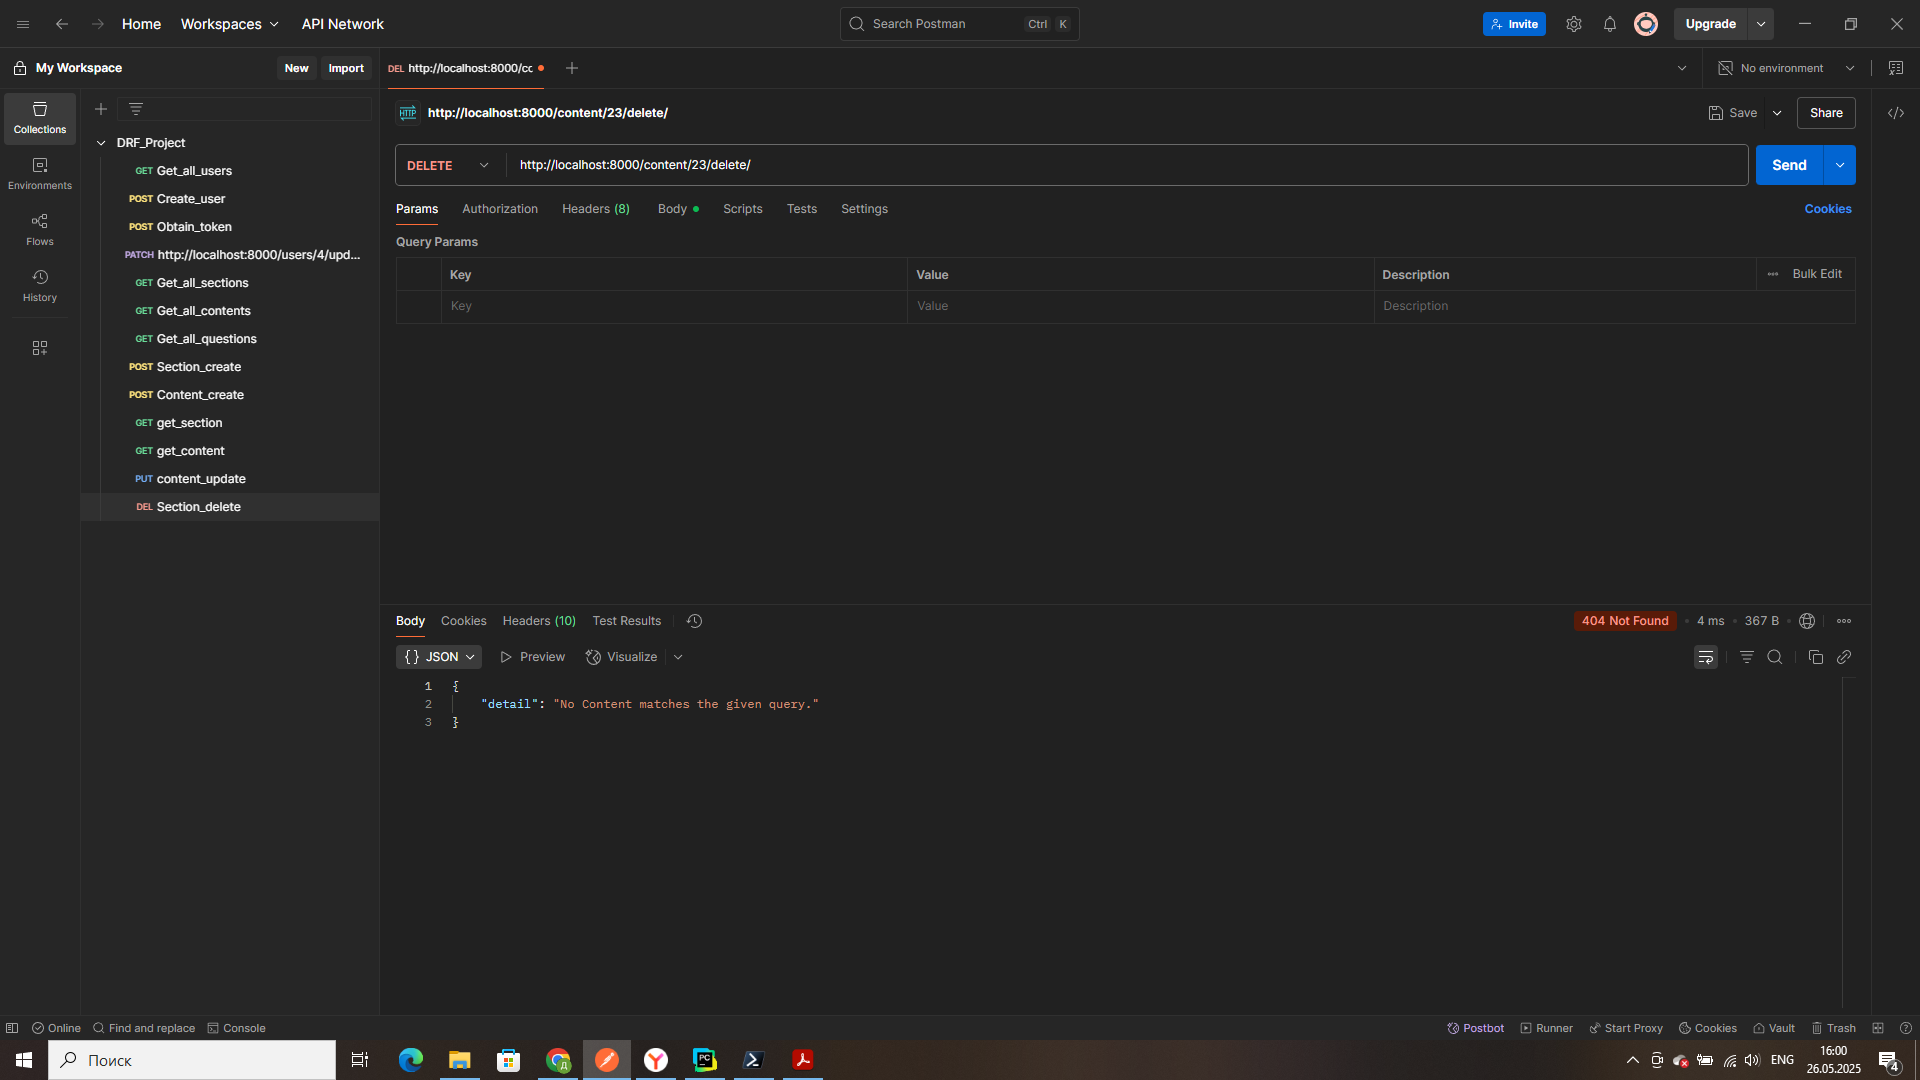 Home Workspaces API Network Search Postman Ctrl K Invite Upgrade
My Workspace New Import DEL http://localhost:8000/cc No environment
HTTP http://localhost:8000/content/23/delete/ Save Share
Collections
Environments
Flows
History
DRF_Project
GET Get_all_users
POST Create_user
POST Obtain_token
PATCH http://localhost:8000/users/4/upd...
GET Get_all_sections
GET Get_all_contents
GET Get_all_questions
POST Section_create
POST Content_create
GET get_section
GET get_content
PUT content_update
DEL Section_delete
DELETE http://localhost:8000/content/23/delete/ Send
Params Authorization Headers (8) Body Scripts Tests Settings Cookies
Query Params
Key Value Description Bulk Edit
Key Value Description
Body Cookies Headers (10) Test Results 404 Not Found 4 ms 367 B
{} JSON Preview Visualize
1 {
2 "detail": "No Content matches the given query."
3 }
Online Find and replace Console Postbot Runner Start Proxy Cookies Vault Trash
Поиск PC ENG 16:00
26.05.2025 4